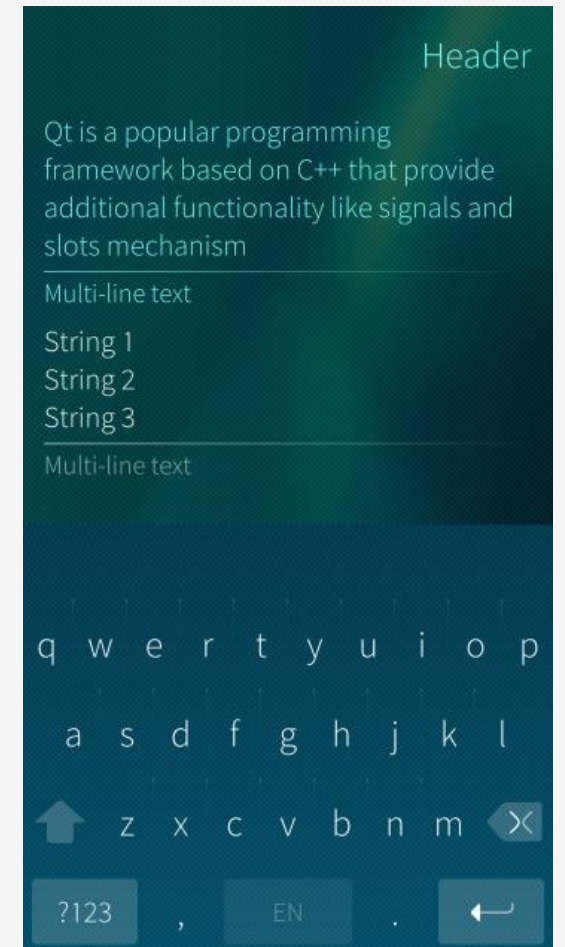 Header
Qt is a popular programming
framework based on C++ that provide
additional functionality like signals and
slots mechanism
Multi-line text
String 1
String 2
String 3
Multi-line text
q w e r t y u i o p
a s d f g h j k l
z x c v b n m
?123 , EN .